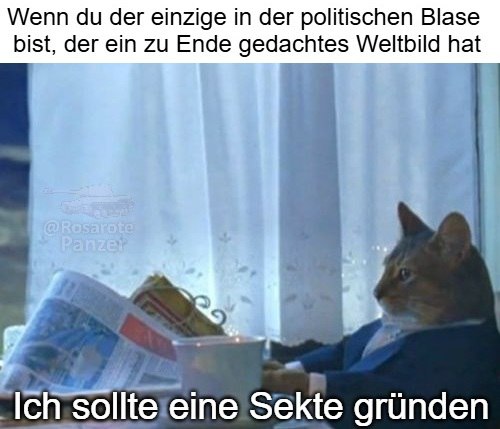 Wenn du der einzige in der politischen Blase
bist, der ein zu Ende gedachtes Weltbild hat
@Rosarote
Panzer
Ich sollte eine Sekte gründen